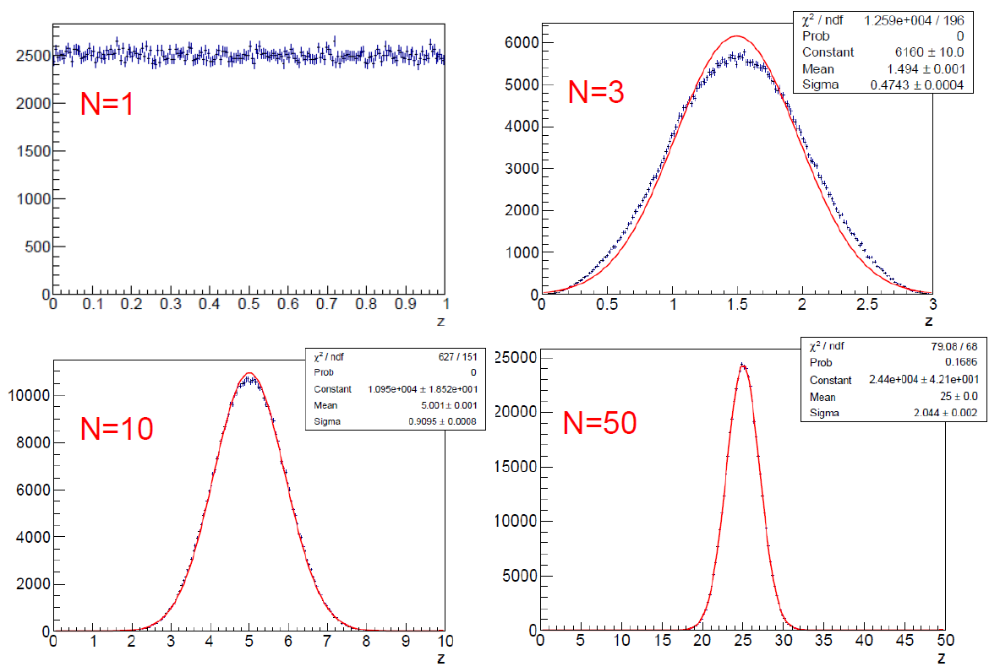 2500
2000
1500
1000
500
0
N=1
0 0.1 0.2 0.3 0.4 0.5 0.6 0.7 0.8 0.9 1
z
χ² / ndf 1.259e+004 / 196
Prob 0
Constant 6160 ± 10.0
Mean 1.494 ± 0.001
Sigma 0.4743 ± 0.0004
6000
5000
4000
3000
2000
1000
0
N=3
0 0.5 1 1.5 2 2.5 3
z
χ² / ndf 627 / 151
Prob 0
Constant 1.095e+004 ± 1.852e+001
Mean 5.001 ± 0.001
Sigma 0.9095 ± 0.0008
10000
8000
6000
4000
2000
0
N=10
0 1 2 3 4 5 6 7 8 9 10
z
χ² / ndf 79.08 / 68
Prob 0.1686
Constant 2.44e+004 ± 4.21e+001
Mean 25 ± 0.0
Sigma 2.044 ± 0.002
25000
20000
15000
10000
5000
0
N=50
0 5 10 15 20 25 30 35 40 45 50
z